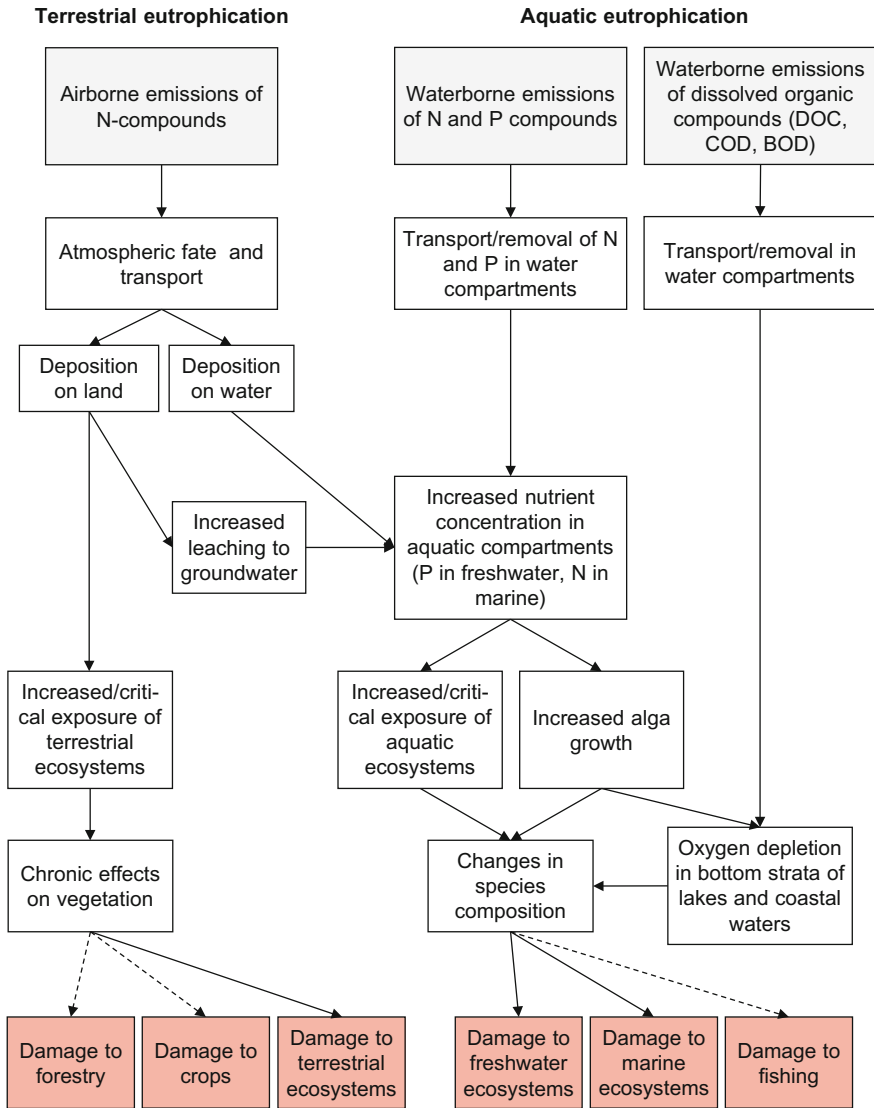 Terrestrial eutrophication
Aquatic eutrophication
Airborne emissions of
N-compounds
Waterborne emissions
of N and P compounds
Waterborne emissions
of dissolved organic
compounds (DOC,
COD, BOD)
Atmospheric fate and
transport
Transport/removal of N
and P in water
compartments
Transport/removal in
water compartments
Deposition
on land
Deposition
on water
Increased
leaching to
groundwater
Increased nutrient
concentration in
aquatic compartments
(P in freshwater, N in
marine)
Increased/criti-
cal exposure of
terrestrial
ecosystems
Increased/criti-
cal exposure of
aquatic
ecosystems
Increased alga
growth
Chronic effects
on vegetation
Changes in
species
composition
Oxygen depletion
in bottom strata of
lakes and coastal
waters
Damage to
forestry
Damage to
crops
Damage to
terrestrial
ecosystems
Damage to
freshwater
ecosystems
Damage to
marine
ecosystems
Damage to
fishing